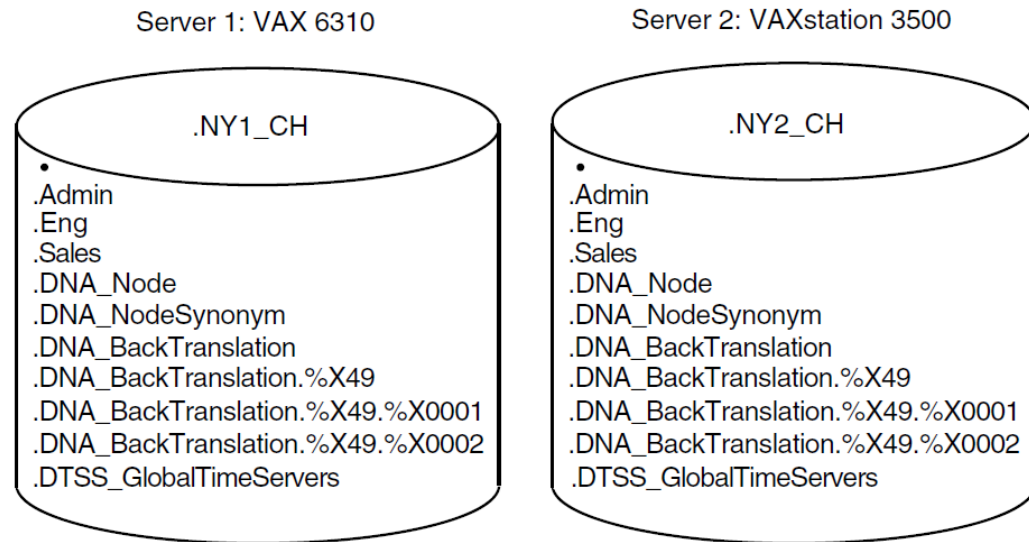 Server 1: VAX 6310
.NY1_CH
•
.Admin
.Eng
.Sales
.DNA_Node
.DNA_NodeSynonym
.DNA_BackTranslation
.DNA_BackTranslation.%X49
.DNA_BackTranslation.%X49.%X0001
.DNA_BackTranslation.%X49.%X0002
.DTSS_GlobalTimeServers
Server 2: VAXstation 3500
.NY2_CH
•
.Admin
.Eng
.Sales
.DNA_Node
.DNA_NodeSynonym
.DNA_BackTranslation
.DNA_BackTranslation.%X49
.DNA_BackTranslation.%X49.%X0001
.DNA_BackTranslation.%X49.%X0002
.DTSS_GlobalTimeServers